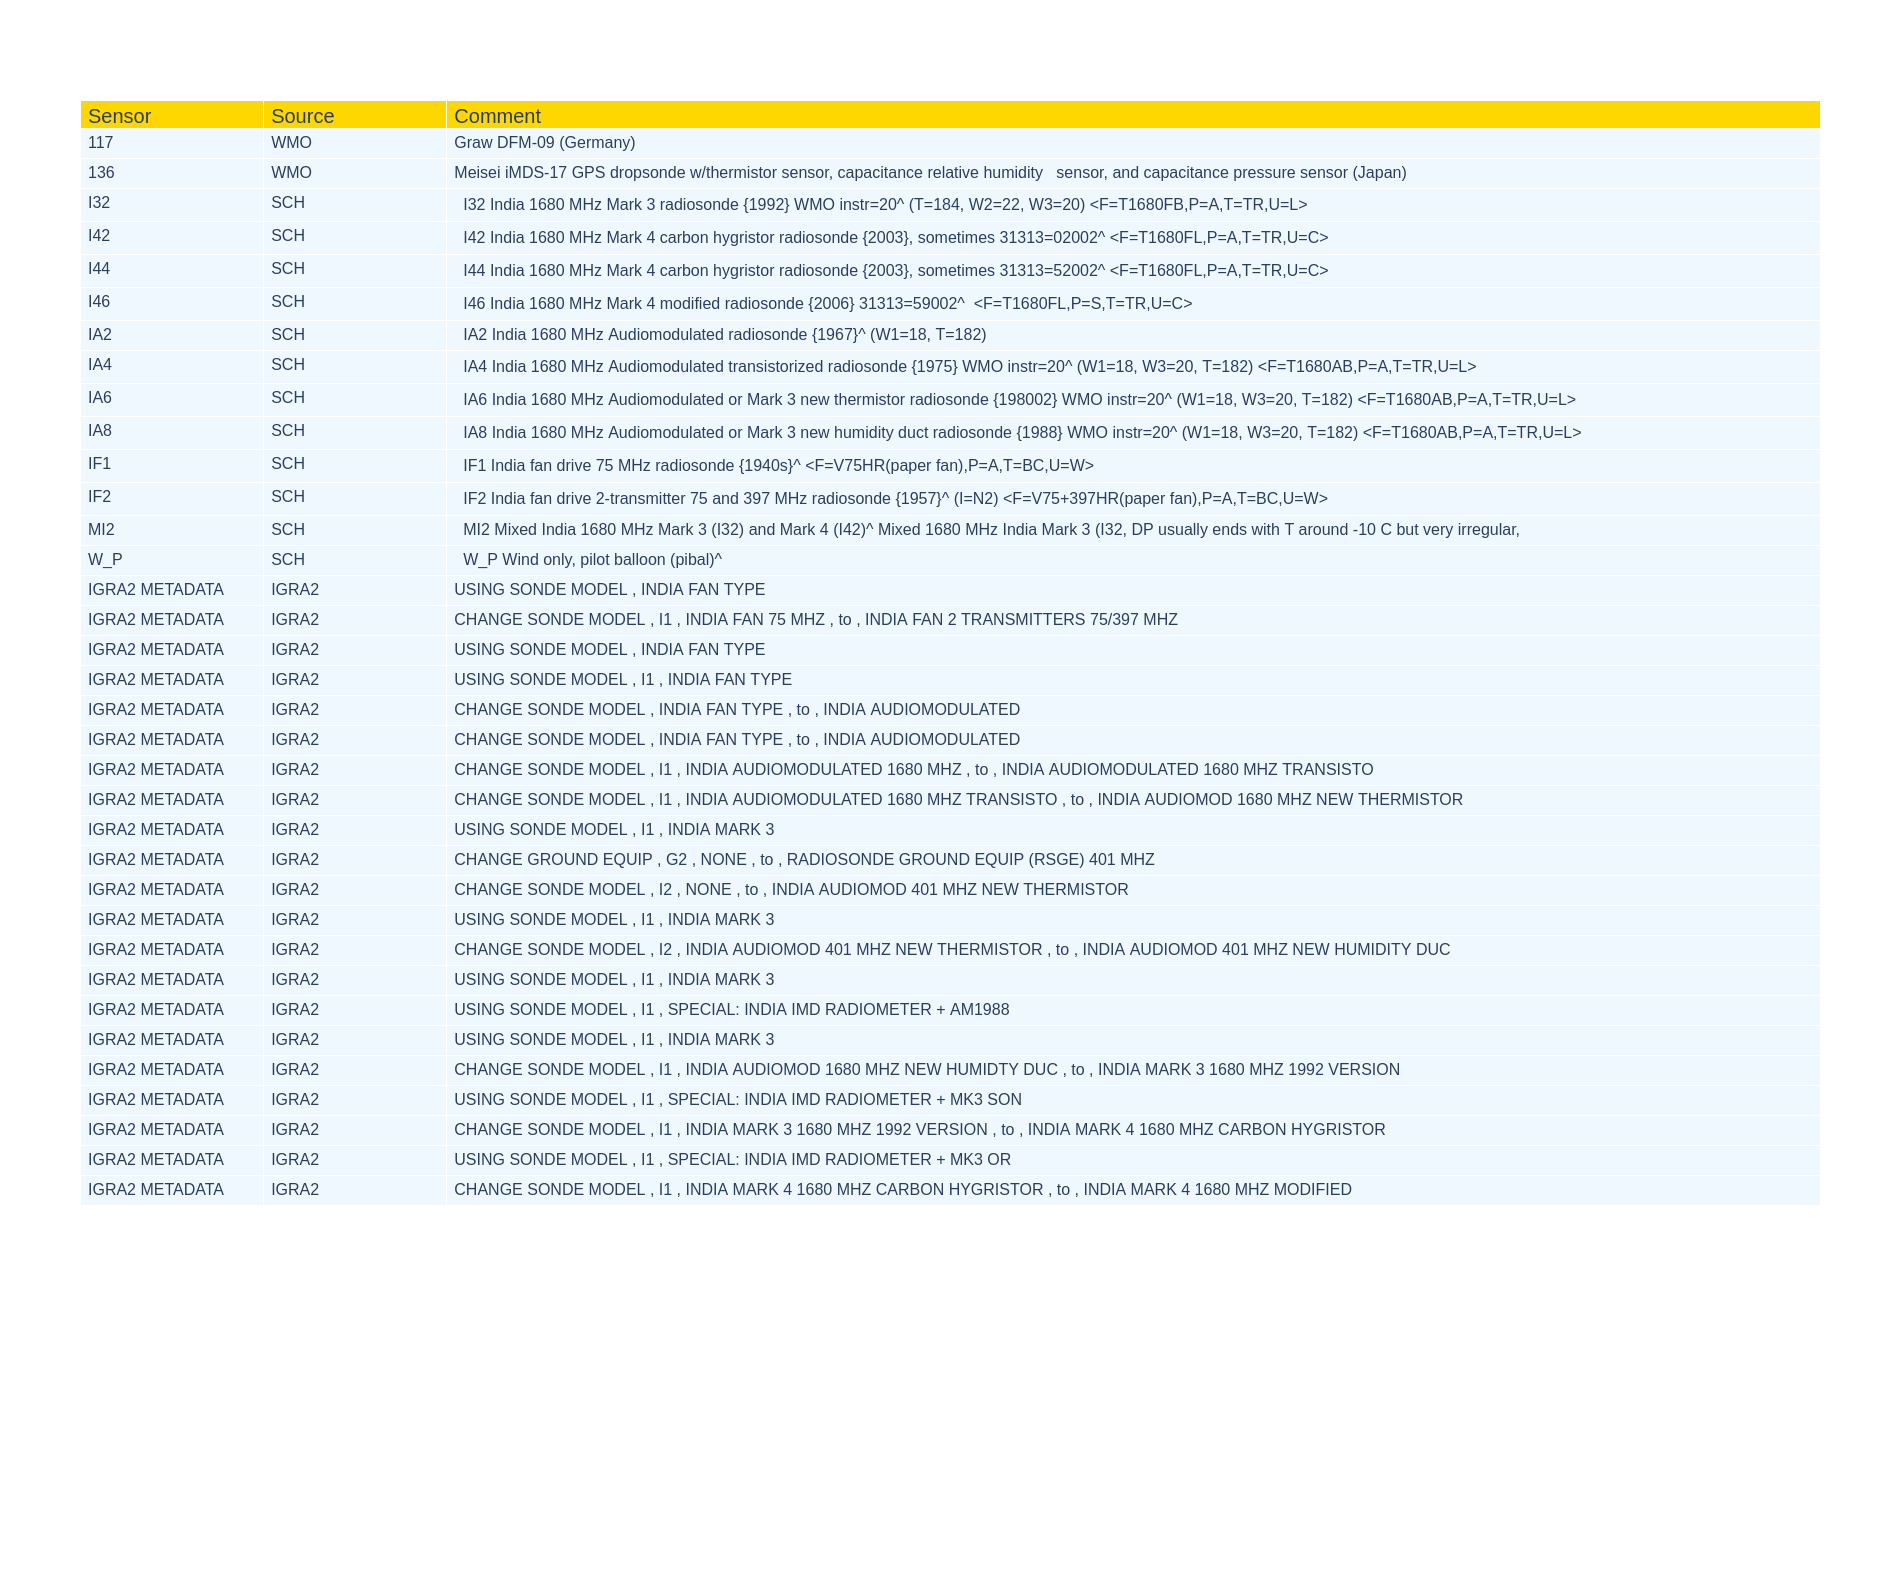 Sensor Source Comment
117 WMO Graw DFM-09 (Germany)
136 WMO Meisei iMDS-17 GPS dropsonde w/thermistor sensor, capacitance relative humidity   sensor, and capacitance pressure sensor (Japan)
I32 SCH I32 India 1680 MHz Mark 3 radiosonde {1992} WMO instr=20^ (T=184, W2=22, W3=20) <F=T1680FB,P=A,T=TR,U=L>
I42 SCH I42 India 1680 MHz Mark 4 carbon hygristor radiosonde {2003}, sometimes 31313=02002^ <F=T1680FL,P=A,T=TR,U=C>
I44 SCH I44 India 1680 MHz Mark 4 carbon hygristor radiosonde {2003}, sometimes 31313=52002^ <F=T1680FL,P=A,T=TR,U=C>
I46 SCH I46 India 1680 MHz Mark 4 modified radiosonde {2006} 31313=59002^  <F=T1680FL,P=S,T=TR,U=C>
IA2 SCH IA2 India 1680 MHz Audiomodulated radiosonde {1967}^ (W1=18, T=182)
IA4 SCH IA4 India 1680 MHz Audiomodulated transistorized radiosonde {1975} WMO instr=20^ (W1=18, W3=20, T=182) <F=T1680AB,P=A,T=TR,U=L>
IA6 SCH IA6 India 1680 MHz Audiomodulated or Mark 3 new thermistor radiosonde {198002} WMO instr=20^ (W1=18, W3=20, T=182) <F=T1680AB,P=A,T=TR,U=L>
IA8 SCH IA8 India 1680 MHz Audiomodulated or Mark 3 new humidity duct radiosonde {1988} WMO instr=20^ (W1=18, W3=20, T=182) <F=T1680AB,P=A,T=TR,U=L>
IF1 SCH IF1 India fan drive 75 MHz radiosonde {1940s}^ <F=V75HR(paper fan),P=A,T=BC,U=W>
IF2 SCH IF2 India fan drive 2-transmitter 75 and 397 MHz radiosonde {1957}^ (I=N2) <F=V75+397HR(paper fan),P=A,T=BC,U=W>
MI2 SCH MI2 Mixed India 1680 MHz Mark 3 (I32) and Mark 4 (I42)^ Mixed 1680 MHz India Mark 3 (I32, DP usually ends with T around -10 C but very irregular,
W_P SCH W_P Wind only, pilot balloon (pibal)^
IGRA2 METADATA IGRA2 USING SONDE MODEL , INDIA FAN TYPE
IGRA2 METADATA IGRA2 CHANGE SONDE MODEL , I1 , INDIA FAN 75 MHZ , to , INDIA FAN 2 TRANSMITTERS 75/397 MHZ
IGRA2 METADATA IGRA2 USING SONDE MODEL , INDIA FAN TYPE
IGRA2 METADATA IGRA2 USING SONDE MODEL , I1 , INDIA FAN TYPE
IGRA2 METADATA IGRA2 CHANGE SONDE MODEL , INDIA FAN TYPE , to , INDIA AUDIOMODULATED
IGRA2 METADATA IGRA2 CHANGE SONDE MODEL , INDIA FAN TYPE , to , INDIA AUDIOMODULATED
IGRA2 METADATA IGRA2 CHANGE SONDE MODEL , I1 , INDIA AUDIOMODULATED 1680 MHZ , to , INDIA AUDIOMODULATED 1680 MHZ TRANSISTO
IGRA2 METADATA IGRA2 CHANGE SONDE MODEL , I1 , INDIA AUDIOMODULATED 1680 MHZ TRANSISTO , to , INDIA AUDIOMOD 1680 MHZ NEW THERMISTOR
IGRA2 METADATA IGRA2 USING SONDE MODEL , I1 , INDIA MARK 3
IGRA2 METADATA IGRA2 CHANGE GROUND EQUIP , G2 , NONE , to , RADIOSONDE GROUND EQUIP (RSGE) 401 MHZ
IGRA2 METADATA IGRA2 CHANGE SONDE MODEL , I2 , NONE , to , INDIA AUDIOMOD 401 MHZ NEW THERMISTOR
IGRA2 METADATA IGRA2 USING SONDE MODEL , I1 , INDIA MARK 3
IGRA2 METADATA IGRA2 CHANGE SONDE MODEL , I2 , INDIA AUDIOMOD 401 MHZ NEW THERMISTOR , to , INDIA AUDIOMOD 401 MHZ NEW HUMIDITY DUC
IGRA2 METADATA IGRA2 USING SONDE MODEL , I1 , INDIA MARK 3
IGRA2 METADATA IGRA2 USING SONDE MODEL , I1 , SPECIAL: INDIA IMD RADIOMETER + AM1988
IGRA2 METADATA IGRA2 USING SONDE MODEL , I1 , INDIA MARK 3
IGRA2 METADATA IGRA2 CHANGE SONDE MODEL , I1 , INDIA AUDIOMOD 1680 MHZ NEW HUMIDTY DUC , to , INDIA MARK 3 1680 MHZ 1992 VERSION
IGRA2 METADATA IGRA2 USING SONDE MODEL , I1 , SPECIAL: INDIA IMD RADIOMETER + MK3 SON
IGRA2 METADATA IGRA2 CHANGE SONDE MODEL , I1 , INDIA MARK 3 1680 MHZ 1992 VERSION , to , INDIA MARK 4 1680 MHZ CARBON HYGRISTOR
IGRA2 METADATA IGRA2 USING SONDE MODEL , I1 , SPECIAL: INDIA IMD RADIOMETER + MK3 OR
IGRA2 METADATA IGRA2 CHANGE SONDE MODEL , I1 , INDIA MARK 4 1680 MHZ CARBON HYGRISTOR , to , INDIA MARK 4 1680 MHZ MODIFIED